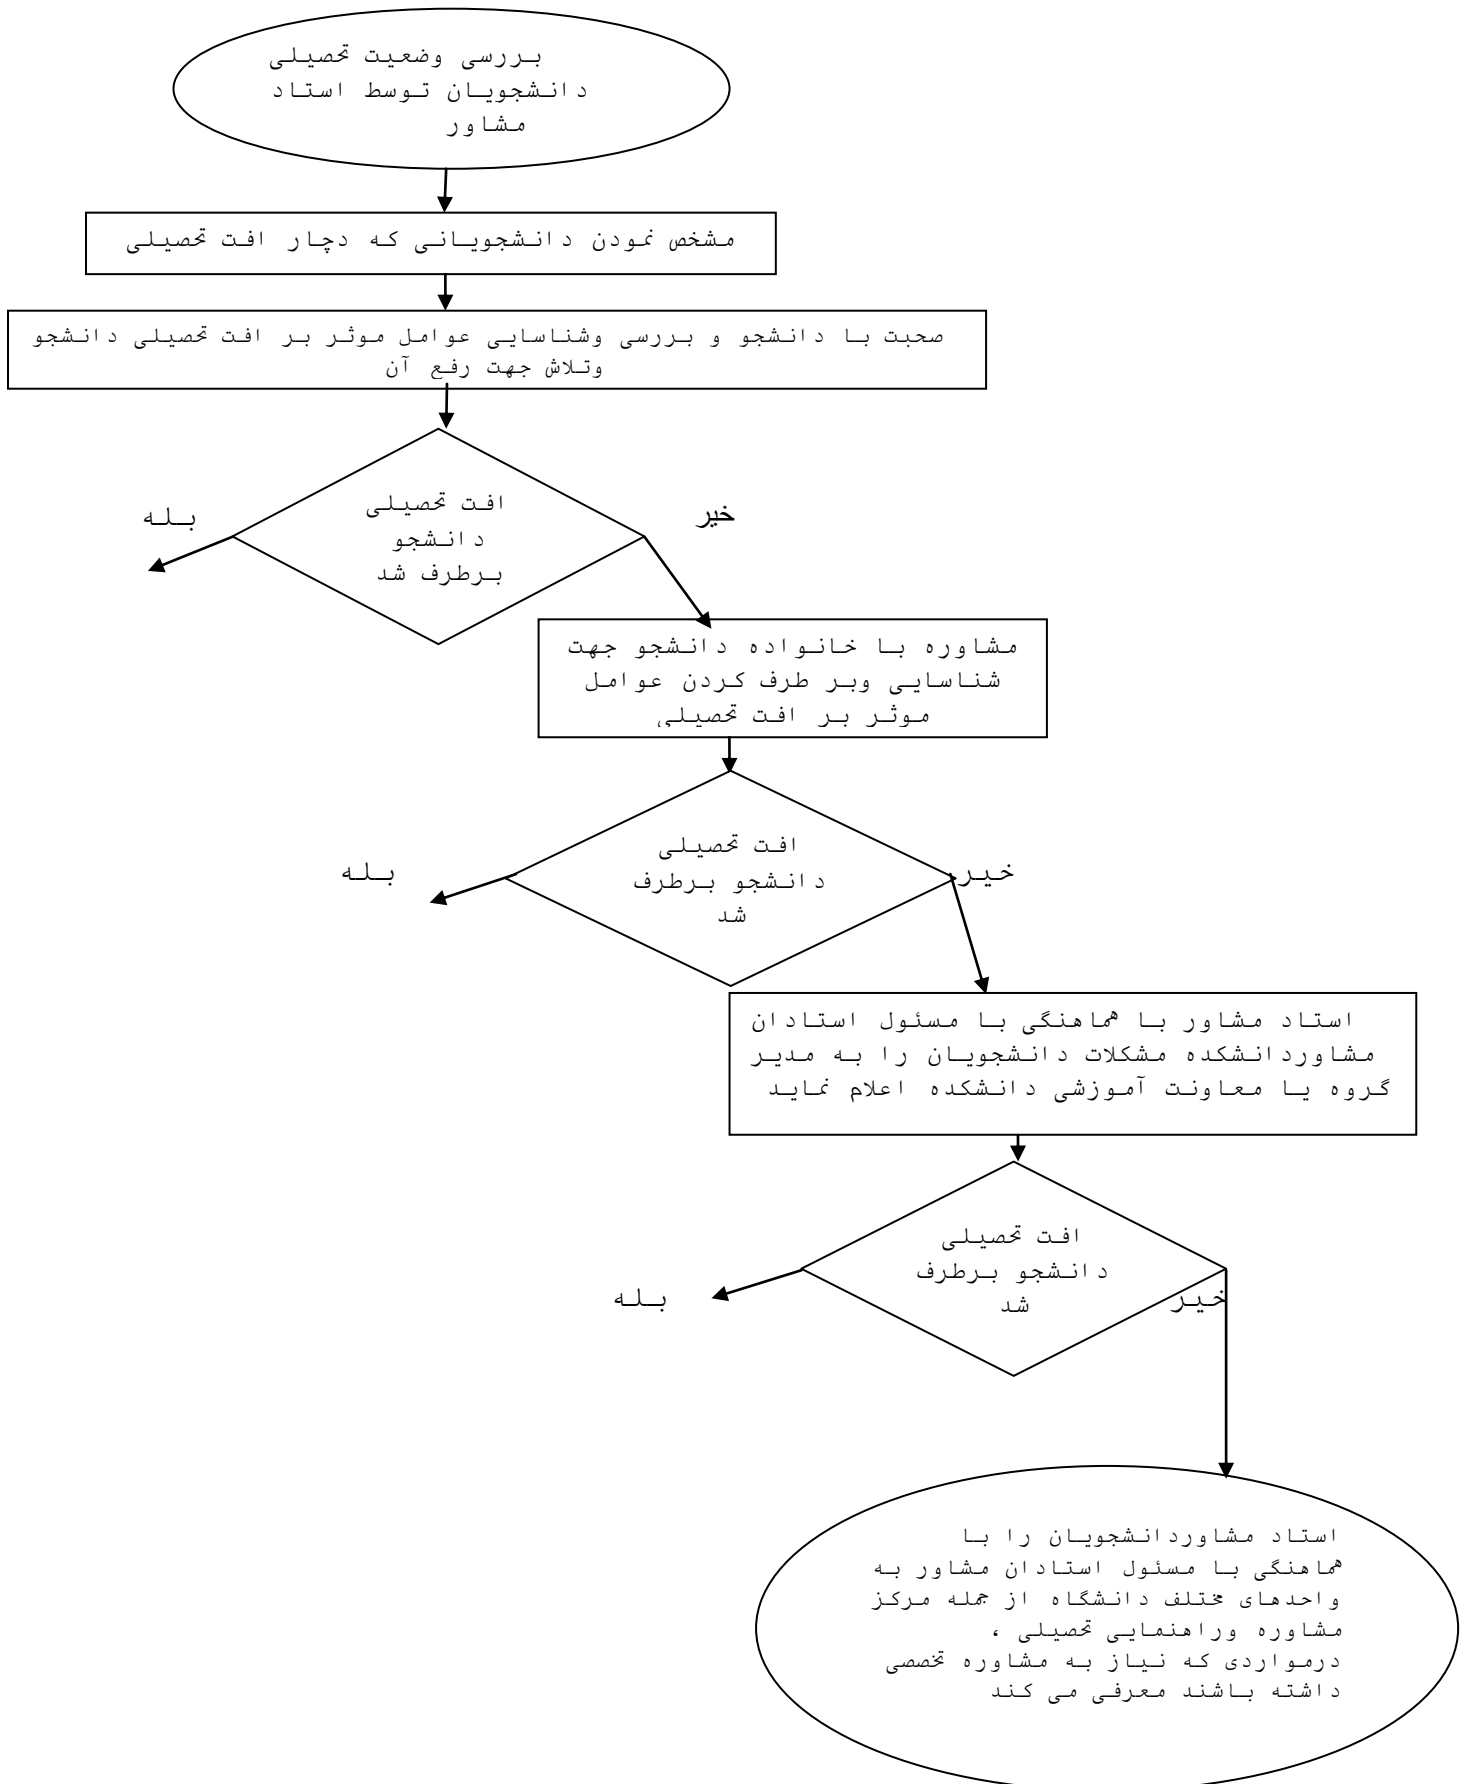 بررسی وضعیت تحصیلی
دانشجویان توسط استاد
مشاور
مشخص نمودن دانشجویانی که دچار افت تحصیلی
صحبت با دانشجو و بررسی وشناسایی عوامل موثر بر افت تحصیلی دانشجو
وتلاش جهت رفع آن
افت تحصیلی
دانشجو
برطرف شد
خیر
بله
مشاوره با خانواده دانشجو جهت
شناسایی وبر طرف کردن عوامل
موثر بر افت تحصیلی
افت تحصیلی
دانشجو برطرف
شد
خیر
بله
استاد مشاور با هماهنگی با مسئول استادان
مشاوردانشکده مشکلات دانشجویان را به مدیر
گروه یا معاونت آموزشی دانشکده اعلام نماید
افت تحصیلی
دانشجو برطرف
شد
خیر
بله
استاد مشاوردانشجویان را با
هماهنگی با مسئول استادان مشاور به
واحدهای مختلف دانشگاه از جمله مرکز
مشاوره وراهنمایی تحصیلی ،
درمواردی که نیاز به مشاوره تخصصی
داشته باشند معرفی می کند